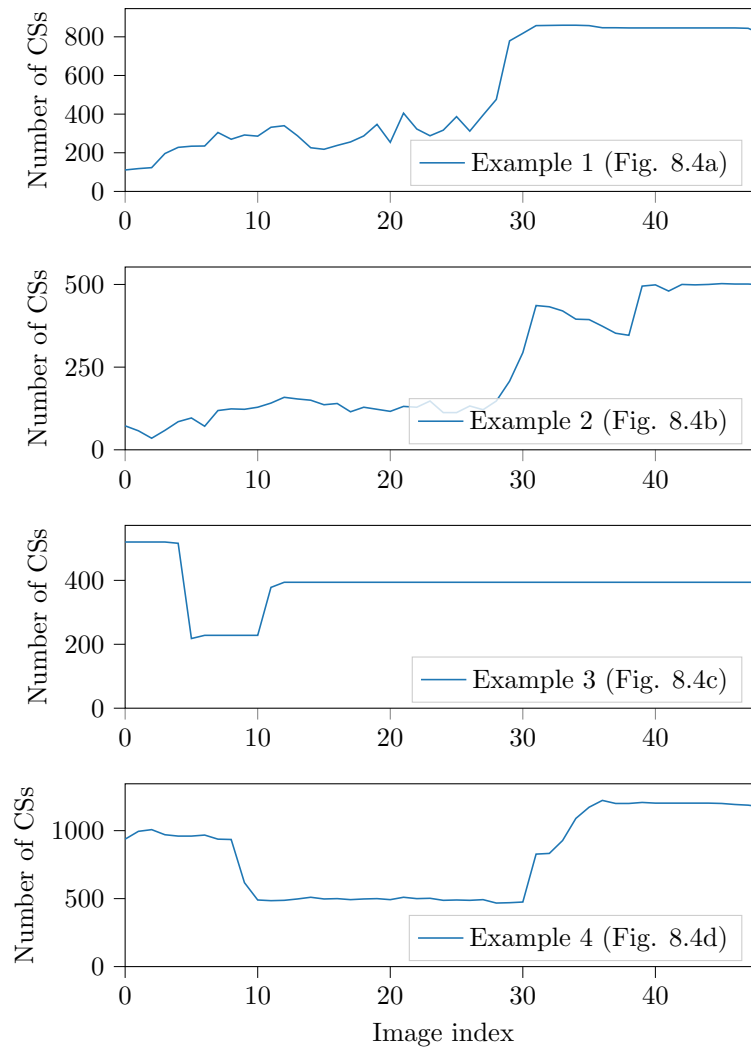 Number of CSs
800
600
400
200
0
Example 1 (Fig. 8.4a)
0 10 20 30 40
Number of CSs
500
250
0
Example 2 (Fig. 8.4b)
0 10 20 30 40
Number of CSs
400
200
0
Example 3 (Fig. 8.4c)
0 10 20 30 40
Number of CSs
1000
500
0
Example 4 (Fig. 8.4d)
0 10 20 30 40
Image index